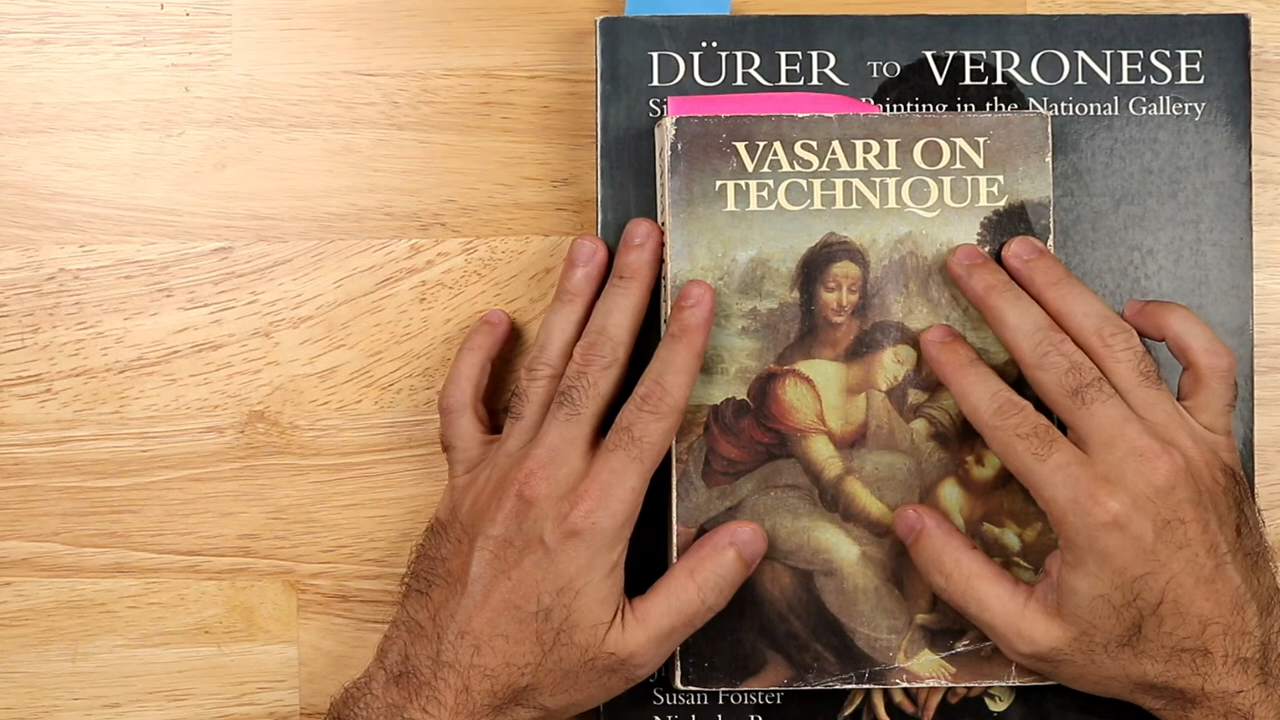 DÜRER TO VERONESE
Painting in the National Gallery
VASARI ON
TECHNIQUE
Susan Foister